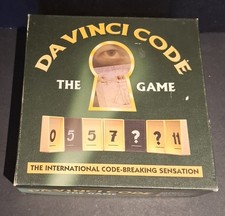 DA VINCI CODE
THE GAME
0 5 5 7 ? ? 11
THE INTERNATIONAL CODE-BREAKING SENSATION